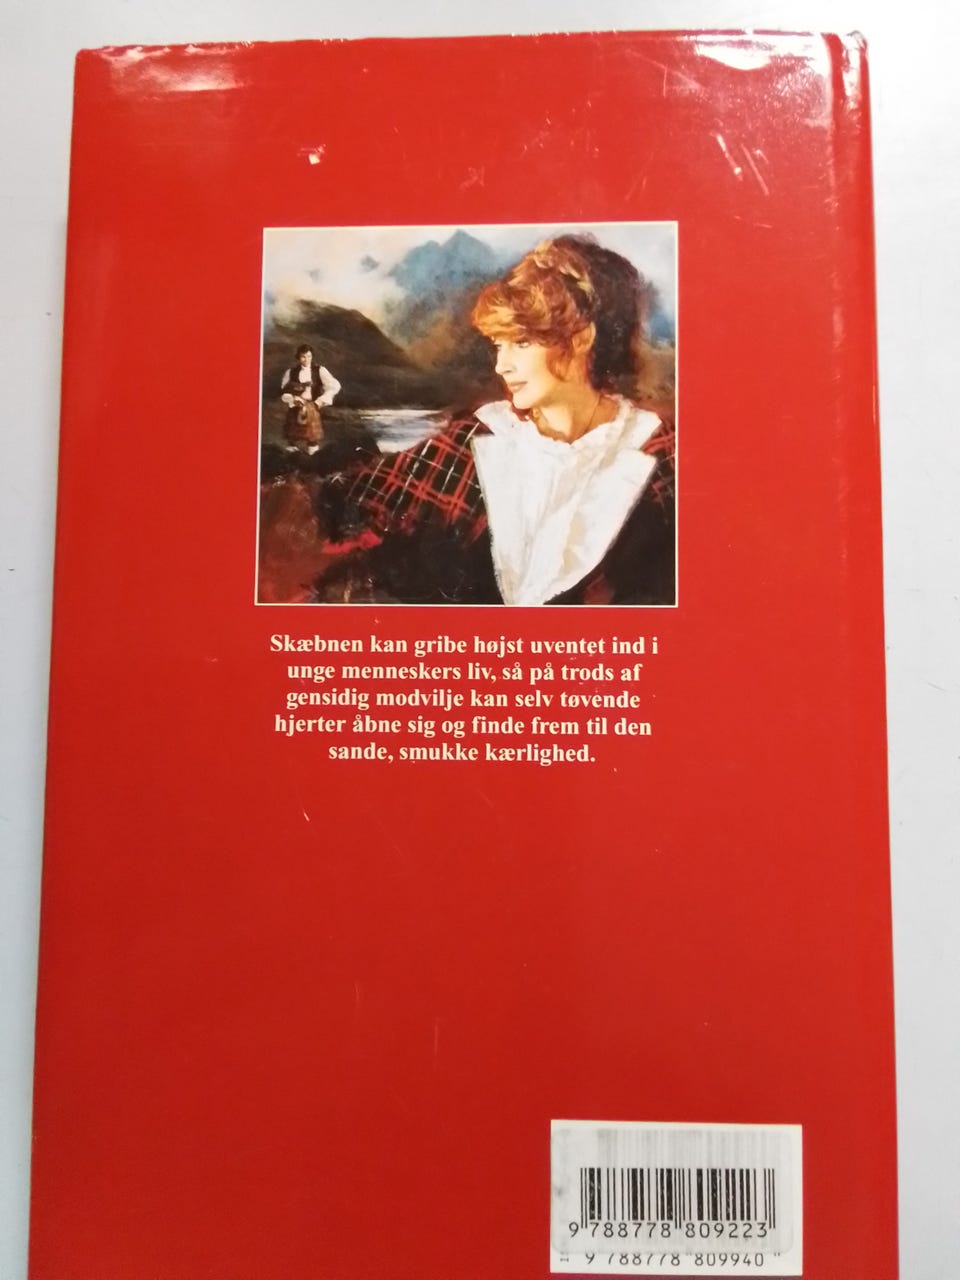 Skæbnen kan gribe højst uventet ind i
unge menneskers liv, så på trods af
gensidig modvilje kan selv tøvende
hjerter åbne sig og finde frem til den
sande, smukke kærlighed.
9 788778 809223
9 788778 809940